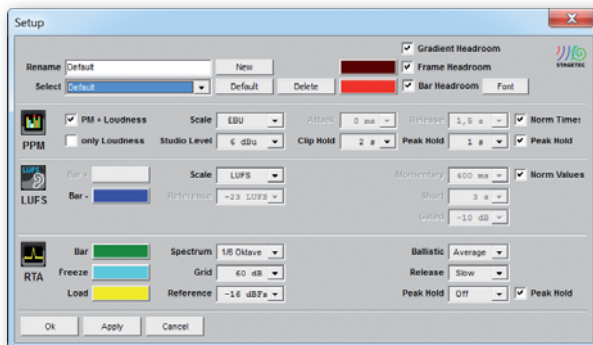 Setup
Gradient Headroom
Rename Default New Frame Headroom
STAGETEC
Select Default Default Delete Bar Headroom Font
PPM
PM + Loudness Scale EBU Attack 0 ms Release 1,5 s Norm Times
only Loudness Studio Level 6 dBu Clip Hold 2 s Peak Hold 1 s Peak Hold
LUFS
LUFS
Bar + Scale LUFS Momentary 400 ms Norm Values
Bar - Reference -23 LUFS Short 3 s
Gated -10 dB
RTA
Bar Spectrum 1/6 Oktave Ballistic Average
Freeze Grid 60 dB Release Slow
Load Reference -16 dBFs Peak Hold Off Peak Hold
Ok Apply Cancel